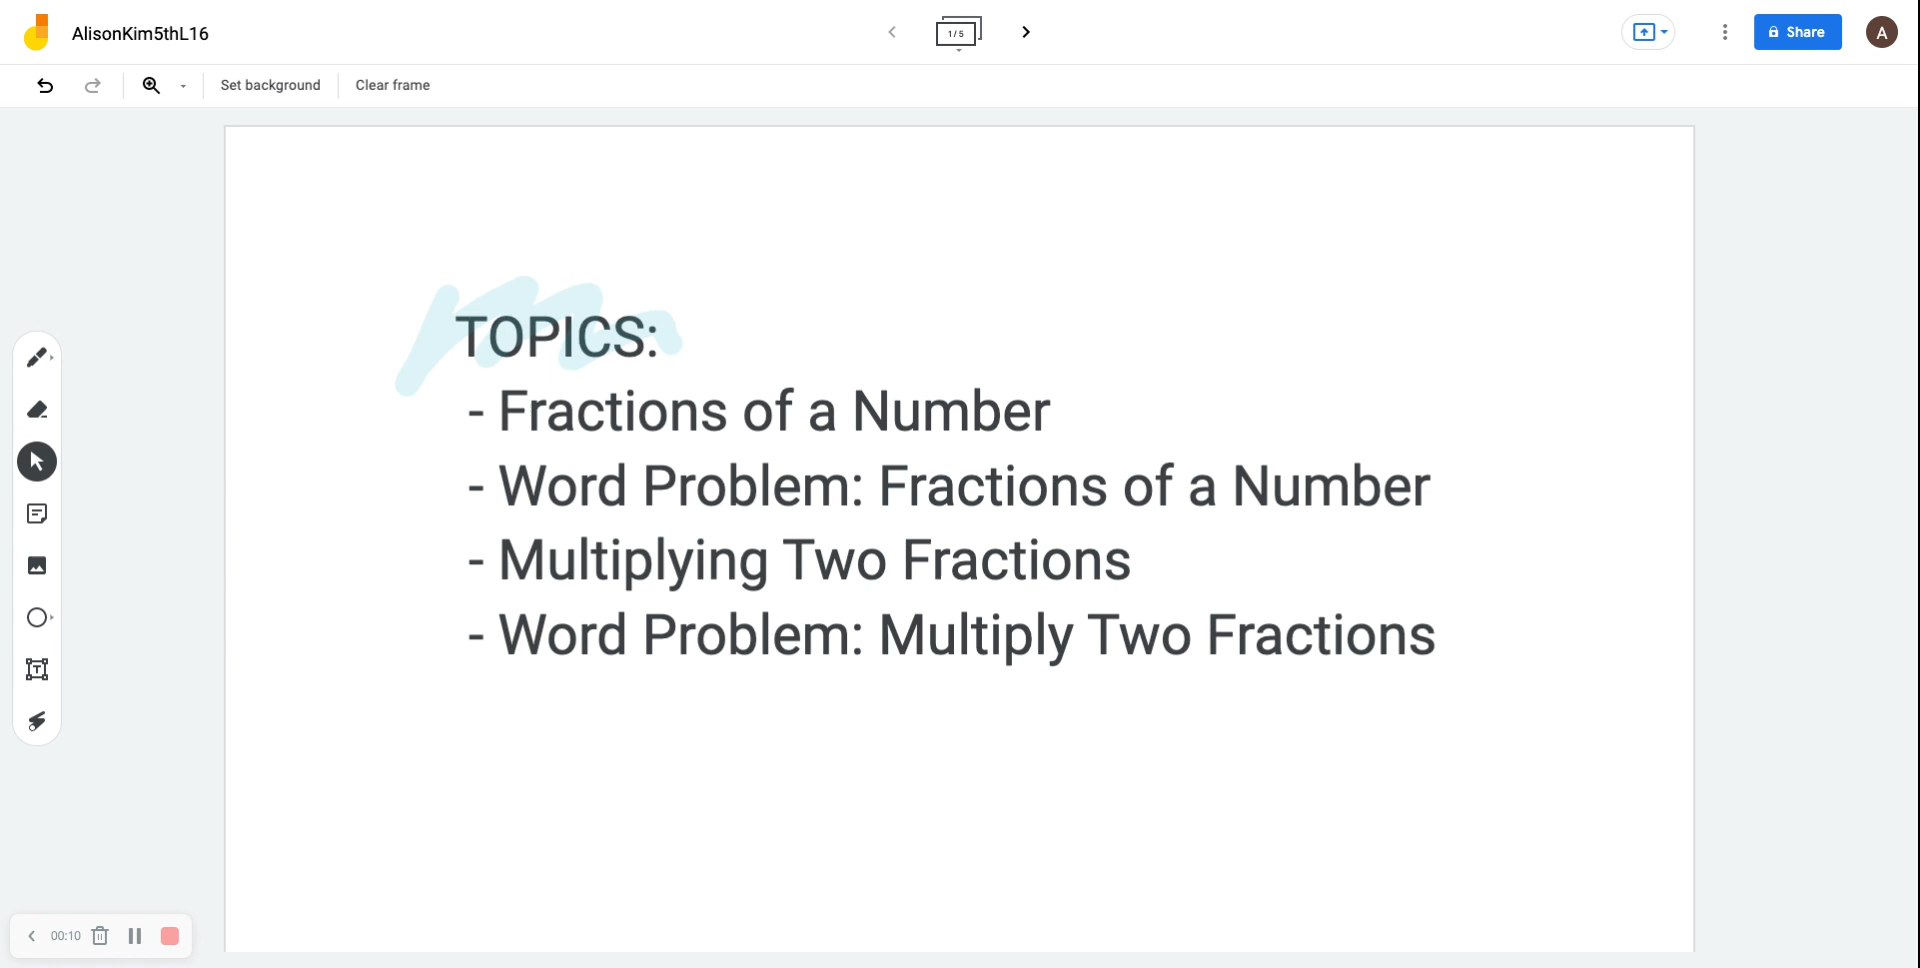 AlisonKim5thL16
1/5
Share
A
Set background
Clear frame
TOPICS:
- Fractions of a Number
- Word Problem: Fractions of a Number
- Multiplying Two Fractions
- Word Problem: Multiply Two Fractions
00:10